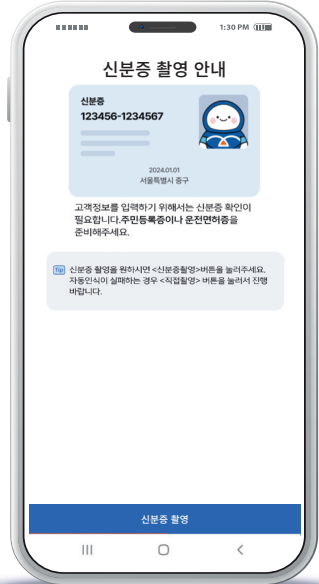 1:30 PM
신분증 촬영 안내
신분증
123456-1234567
2024.01.01
서울특별시 중구
고객정보를 입력하기 위해서는 신분증 확인이
필요합니다.주민등록증이나 운전면허증을
준비해주세요.
Tip 신분증 촬영을 원하시면 <신분증촬영>버튼을 눌러주세요.
자동인식이 실패하는 경우 <직접촬영> 버튼을 눌러서 진행
바랍니다.
신분증 촬영